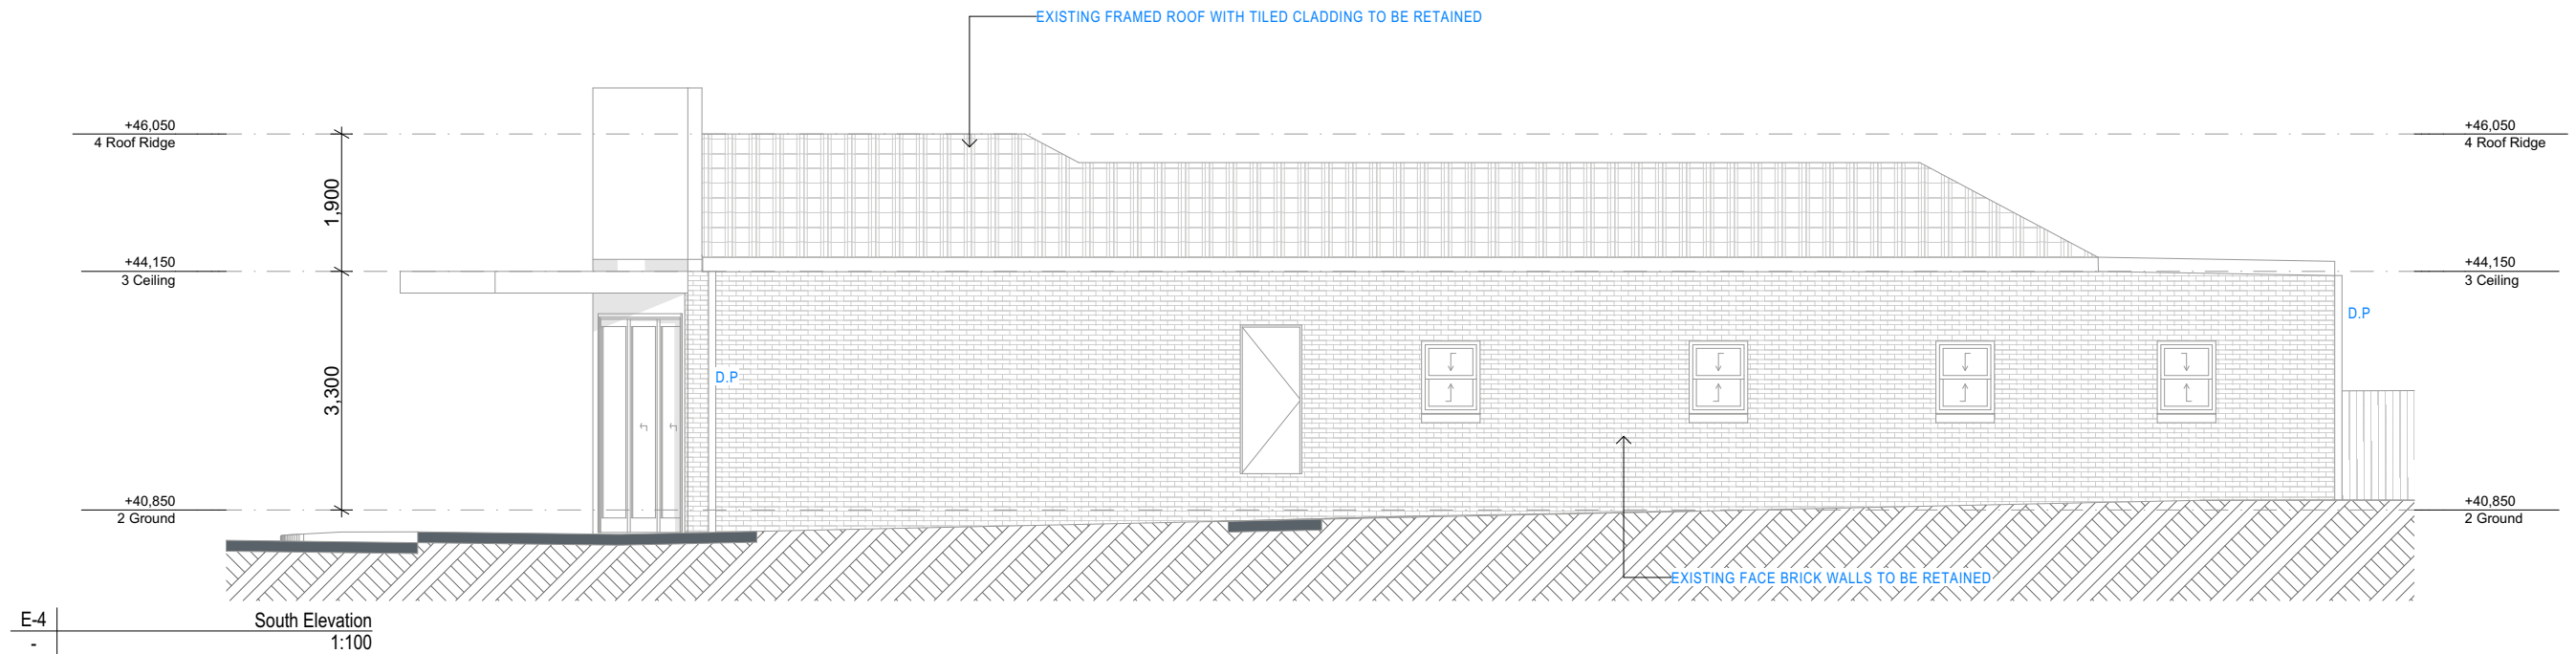 EXISTING FRAMED ROOF WITH TILED CLADDING TO BE RETAINED
+46,050
4 Roof Ridge
+46,050
4 Roof Ridge
1,900
+44,150
3 Ceiling
+44,150
3 Ceiling
D.P
D.P
3,300
+40,850
2 Ground
+40,850
2 Ground
EXISTING FACE BRICK WALLS TO BE RETAINED
E-4
South Elevation
-
1:100